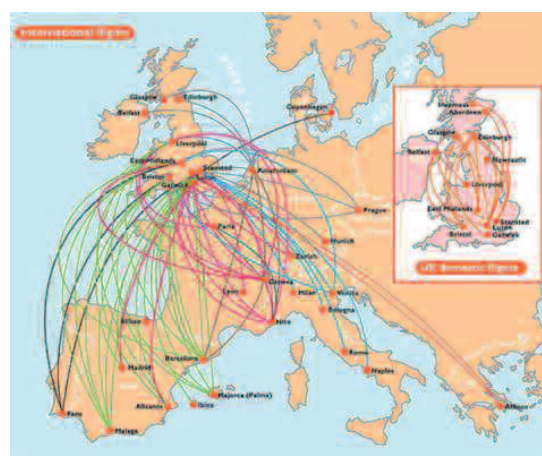 International flights
Glasgow
Edinburgh
Belfast
Copenhagen
Liverpool
East Midlands
Stansted
Bristol
Gatwick
Amsterdam
Prague
Paris
Munich
Zurich
Geneva
Lyon
Milan
Venice
Bologna
Nice
Bilbao
Madrid
Barcelona
Rome
Naples
Majorca (Palma)
Ibiza
Alicante
Faro
Malaga
Athens
Inverness
Aberdeen
Glasgow
Edinburgh
Belfast
Newcastle
Liverpool
East Midlands
Stansted
Luton
Bristol
Gatwick
UK domestic flights